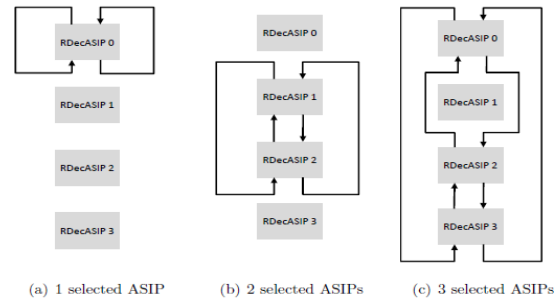 RDecASIP 0
RDecASIP 1
RDecASIP 2
RDecASIP 3
(a) 1 selected ASIP
RDecASIP 0
RDecASIP 1
RDecASIP 2
RDecASIP 3
(b) 2 selected ASIPs
RDecASIP 0
RDecASIP 1
RDecASIP 2
RDecASIP 3
(c) 3 selected ASIPs